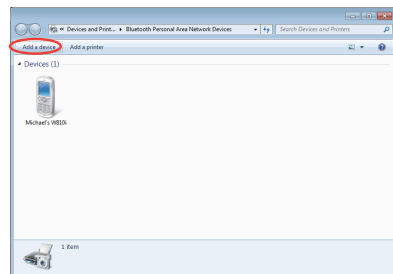 Devices and Print... Bluetooth Personal Area Network Devices Search Devices and Printers
Add a device Add a printer
Devices (1)
Michael's W810i
1 item